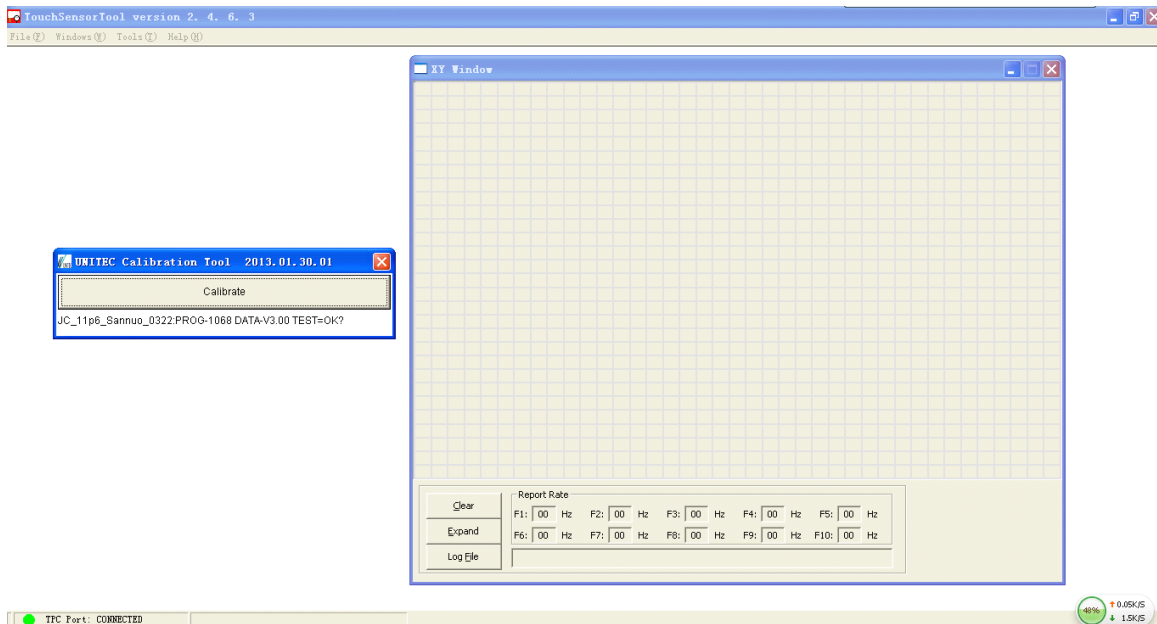 TouchSensorTool version 2. 4. 6. 3
File(F) Windows(W) Tools(T) Help(H)
XY Window
UNITEC Calibration Tool 2013.01.30.01
Calibrate
JC_11p6_Sannuo_0322:PROG-1068 DATA-V3.00 TEST=OK?
Clear
Expand
Log File
Report Rate
F1: 00 Hz F2: 00 Hz F3: 00 Hz F4: 00 Hz F5: 00 Hz
F6: 00 Hz F7: 00 Hz F8: 00 Hz F9: 00 Hz F10: 00 Hz
TPC Port: CONNECTED
48%
↑ 0.05K/S
↓ 1.5K/S